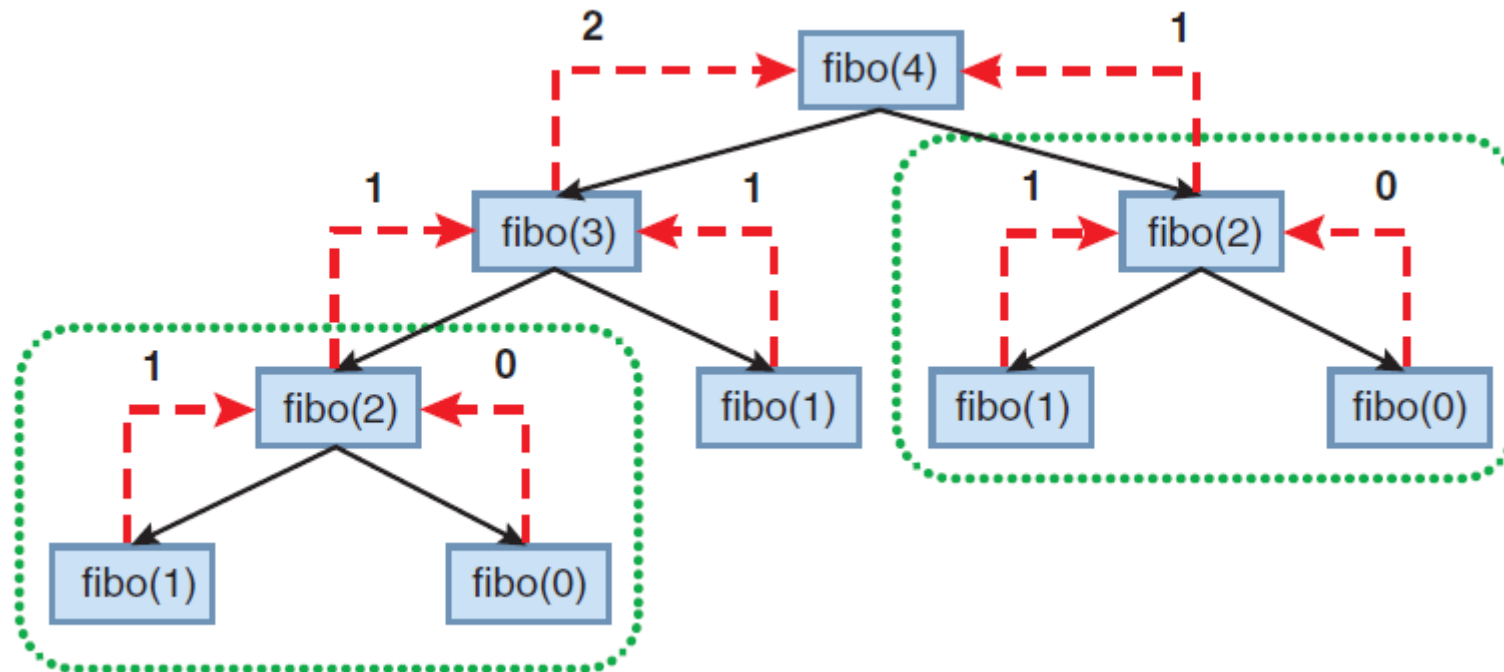 2 fibo(4) 1
1 fibo(3) 1 1 fibo(2) 0
1 fibo(2) 0 fibo(1) fibo(1) fibo(0)
fibo(1) fibo(0)